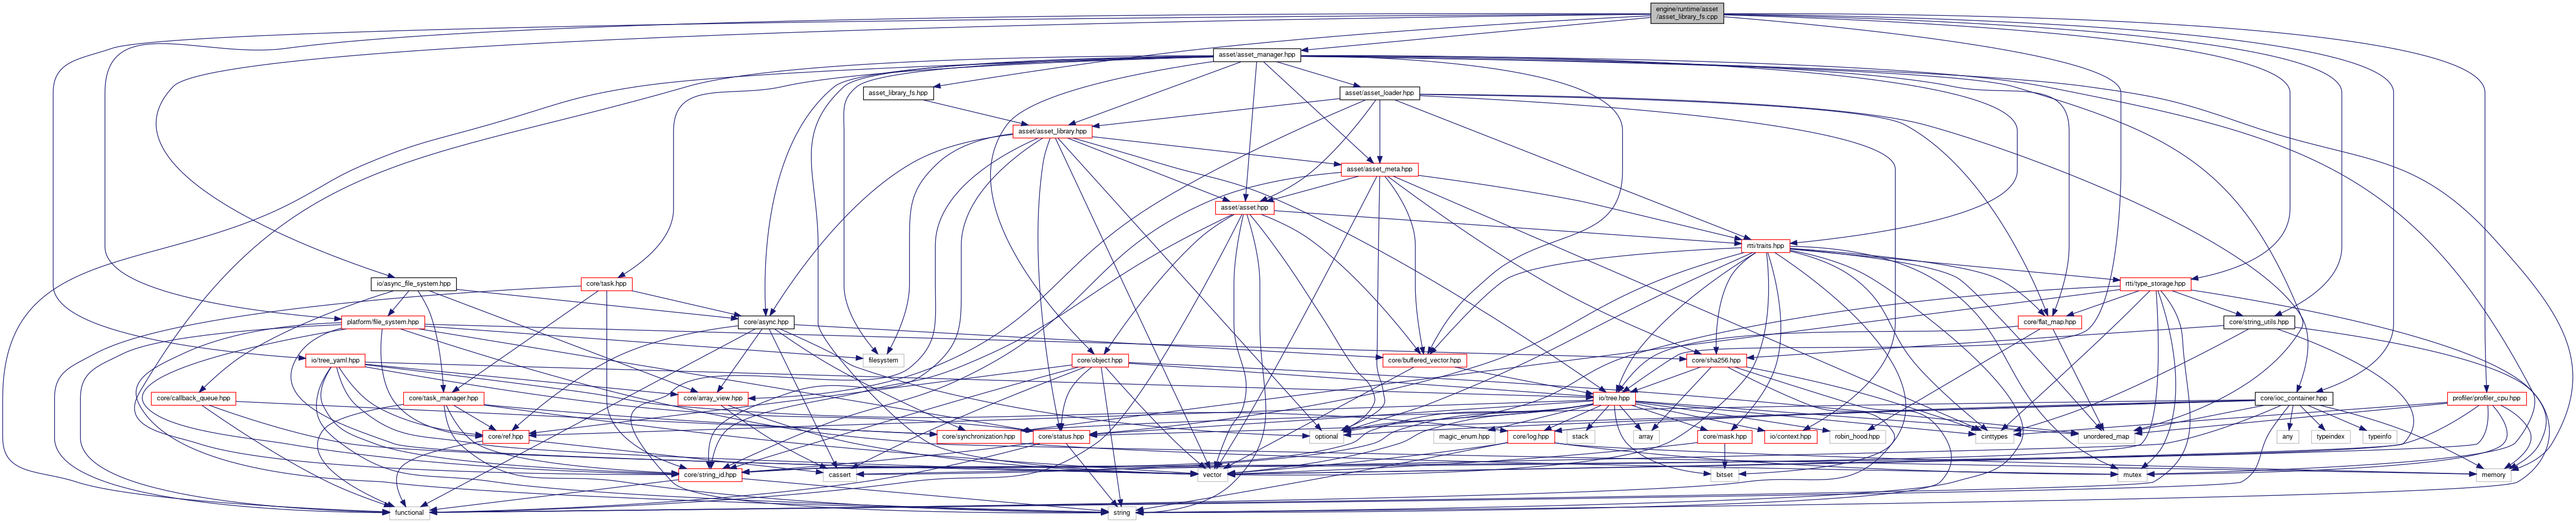 engine/runtime/asset
/asset_library_fs.cpp
asset/asset_manager.hpp
asset_library_fs.hpp
asset/asset_loader.hpp
asset/asset_library.hpp
asset/asset_meta.hpp
asset/asset.hpp
rtti/traits.hpp
io/async_file_system.hpp
core/task.hpp
rtti/type_storage.hpp
platform/file_system.hpp
core/async.hpp
core/flat_map.hpp
core/string_utils.hpp
io/tree_yaml.hpp
filesystem
core/object.hpp
core/buffered_vector.hpp
core/sha256.hpp
core/callback_queue.hpp
core/task_manager.hpp
core/array_view.hpp
io/tree.hpp
core/ioc_container.hpp
profiler/profiler_cpu.hpp
core/ref.hpp
core/synchronization.hpp
core/status.hpp
optional
magic_enum.hpp
core/log.hpp
stack
array
core/mask.hpp
io/context.hpp
robin_hood.hpp
cinttypes
unordered_map
any
typeindex
typeinfo
core/string_id.hpp
cassert
vector
bitset
mutex
memory
functional
string